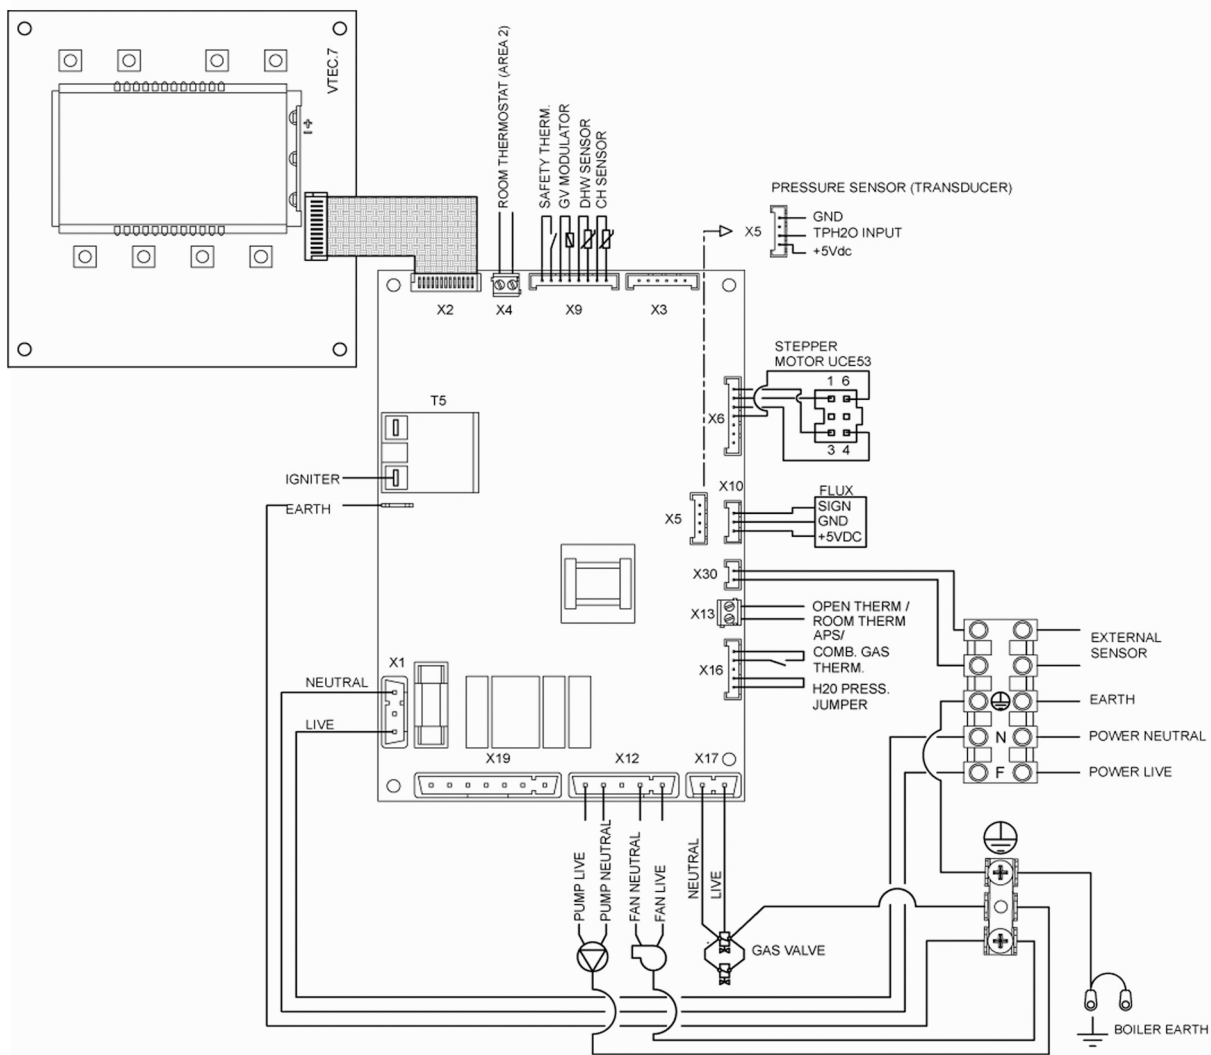 VTEC.7
+
ROOM THERMOSTAT (AREA 2)
SAFETY THERM.
GV MODULATOR
DHW SENSOR
CH SENSOR
PRESSURE SENSOR (TRANSDUCER)
X5
GND
TPH2O INPUT
+5Vdc
X2
X4
X9
X3
STEPPER
MOTOR UCE53
1 6
3 4
X6
T5
IGNITER
EARTH
X10
X5
FLUX
SIGN
GND
+5VDC
X30
X13
OPEN THERM /
ROOM THERM
APS/
X16
COMB. GAS
THERM.
H20 PRESS.
JUMPER
EXTERNAL
SENSOR
EARTH
N
POWER NEUTRAL
F
POWER LIVE
X1
NEUTRAL
LIVE
X19
X12
X17
PUMP LIVE
PUMP NEUTRAL
FAN NEUTRAL
FAN LIVE
NEUTRAL
LIVE
GAS VALVE
BOILER EARTH